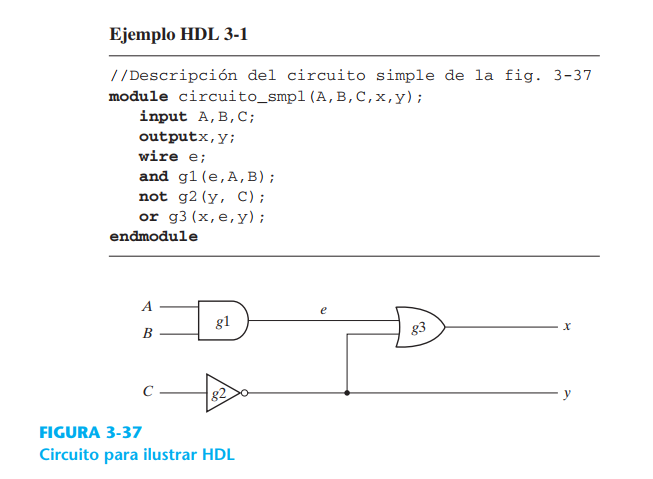 Ejemplo HDL 3-1
//Descripción del circuito simple de la fig. 3-37
module circuito_smpl(A,B,C,x,y);
input A,B,C;
outputx,y;
wire e;
and g1(e,A,B);
not g2(y, C);
or g3(x,e,y);
endmodule
A
e
g1
g3
x
B
C
g2
y
FIGURA 3-37
Circuito para ilustrar HDL